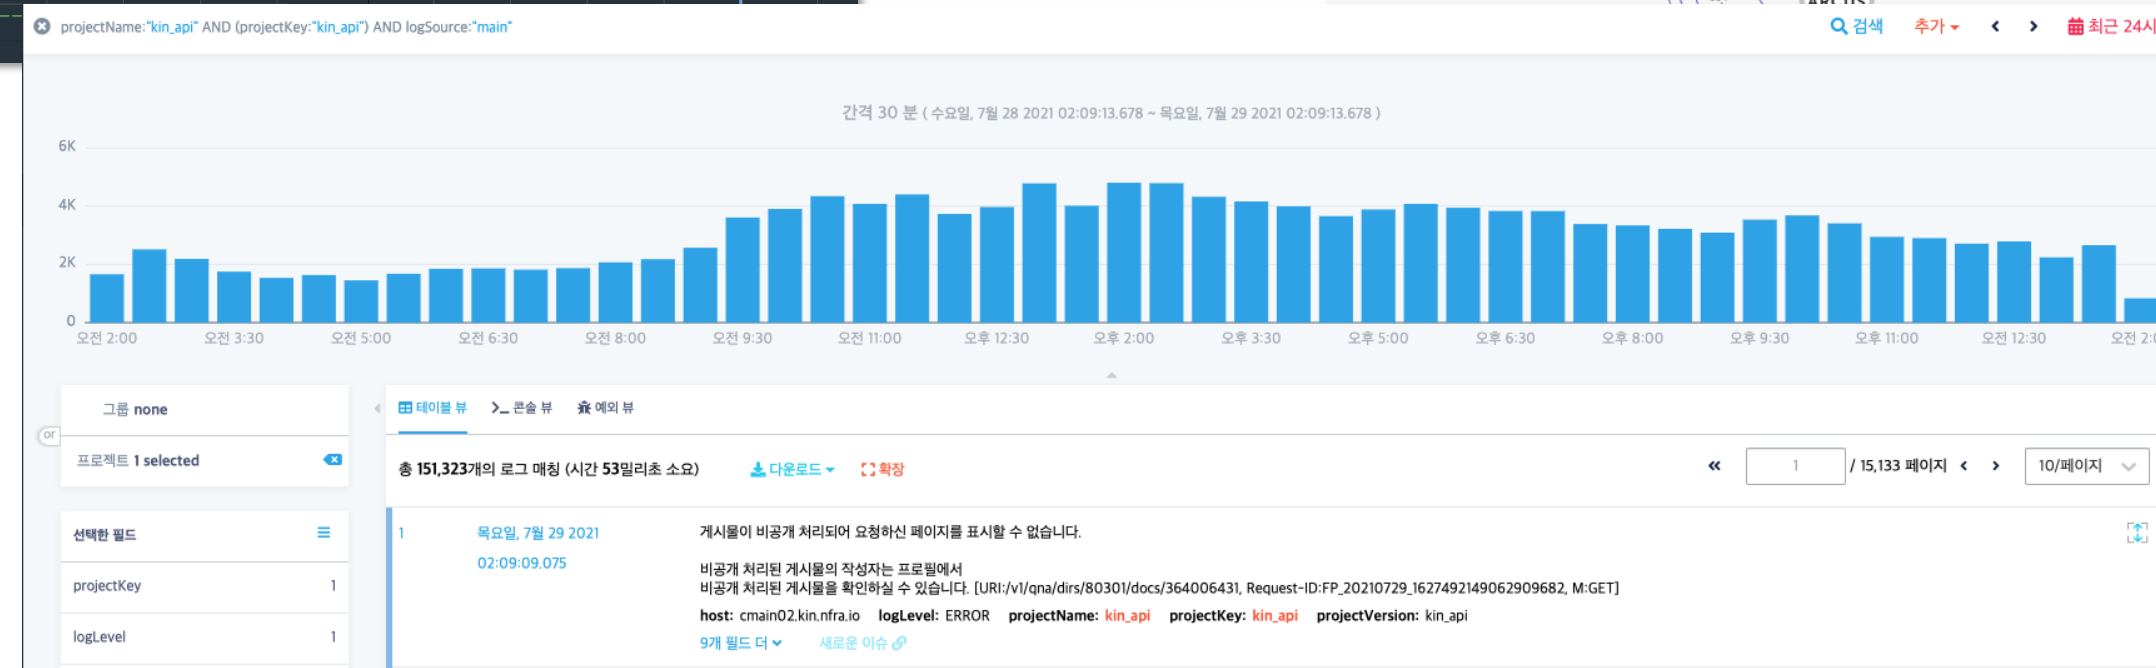 projectName:"kin_api" AND (projectKey:"kin_api") AND logSource:"main"
검색 추가 최근 24시
간격 30 분 ( 수요일, 7월 28 2021 02:09:13.678 ~ 목요일, 7월 29 2021 02:09:13.678 )
6K
4K
2K
0
오전 2:00 오전 3:30 오전 5:00 오전 6:30 오전 8:00 오전 9:30 오전 11:00 오후 12:30 오후 2:00 오후 3:30 오후 5:00 오후 6:30 오후 8:00 오후 9:30 오후 11:00 오전 12:30 오전 2:0
그룹 none
or
프로젝트 1 selected
선택한 필드
projectKey 1
logLevel 1
테이블 뷰 콘솔 뷰 예외 뷰
총 151,323개의 로그 매칭 (시간 53밀리초 소요) 다운로드 확장
« 1 / 15,133 페이지 10/페이지
1 목요일, 7월 29 2021 게시물이 비공개 처리되어 요청하신 페이지를 표시할 수 없습니다.
02:09:09.075
비공개 처리된 게시물의 작성자는 프로필에서
비공개 처리된 게시물을 확인하실 수 있습니다. [URI:/v1/qna/dirs/80301/docs/364006431, Request-ID:FP_20210729_1627492149062909682, M:GET]
host: cmain02.kin.nfra.io logLevel: ERROR projectName: kin_api projectKey: kin_api projectVersion: kin_api
9개 필드 더 새로운 이슈